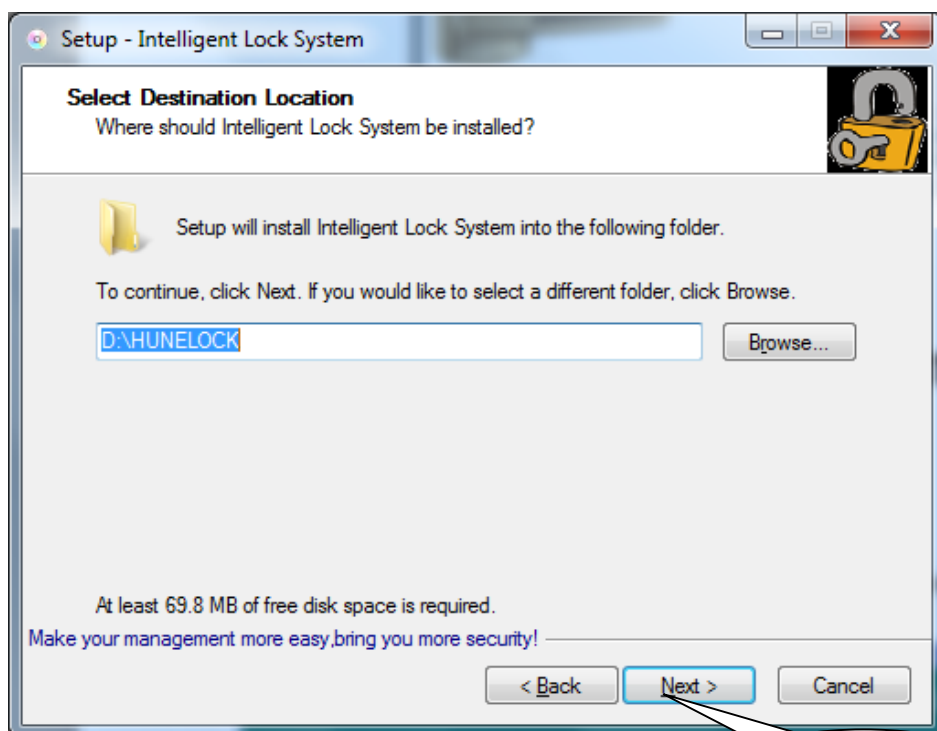 Setup - Intelligent Lock System
Select Destination Location
Where should Intelligent Lock System be installed?
Setup will install Intelligent Lock System into the following folder.
To continue, click Next. If you would like to select a different folder, click Browse.
D:\HUNELOCK
Browse...
At least 69.8 MB of free disk space is required.
Make your management more easy,bring you more security!
< Back
Next >
Cancel